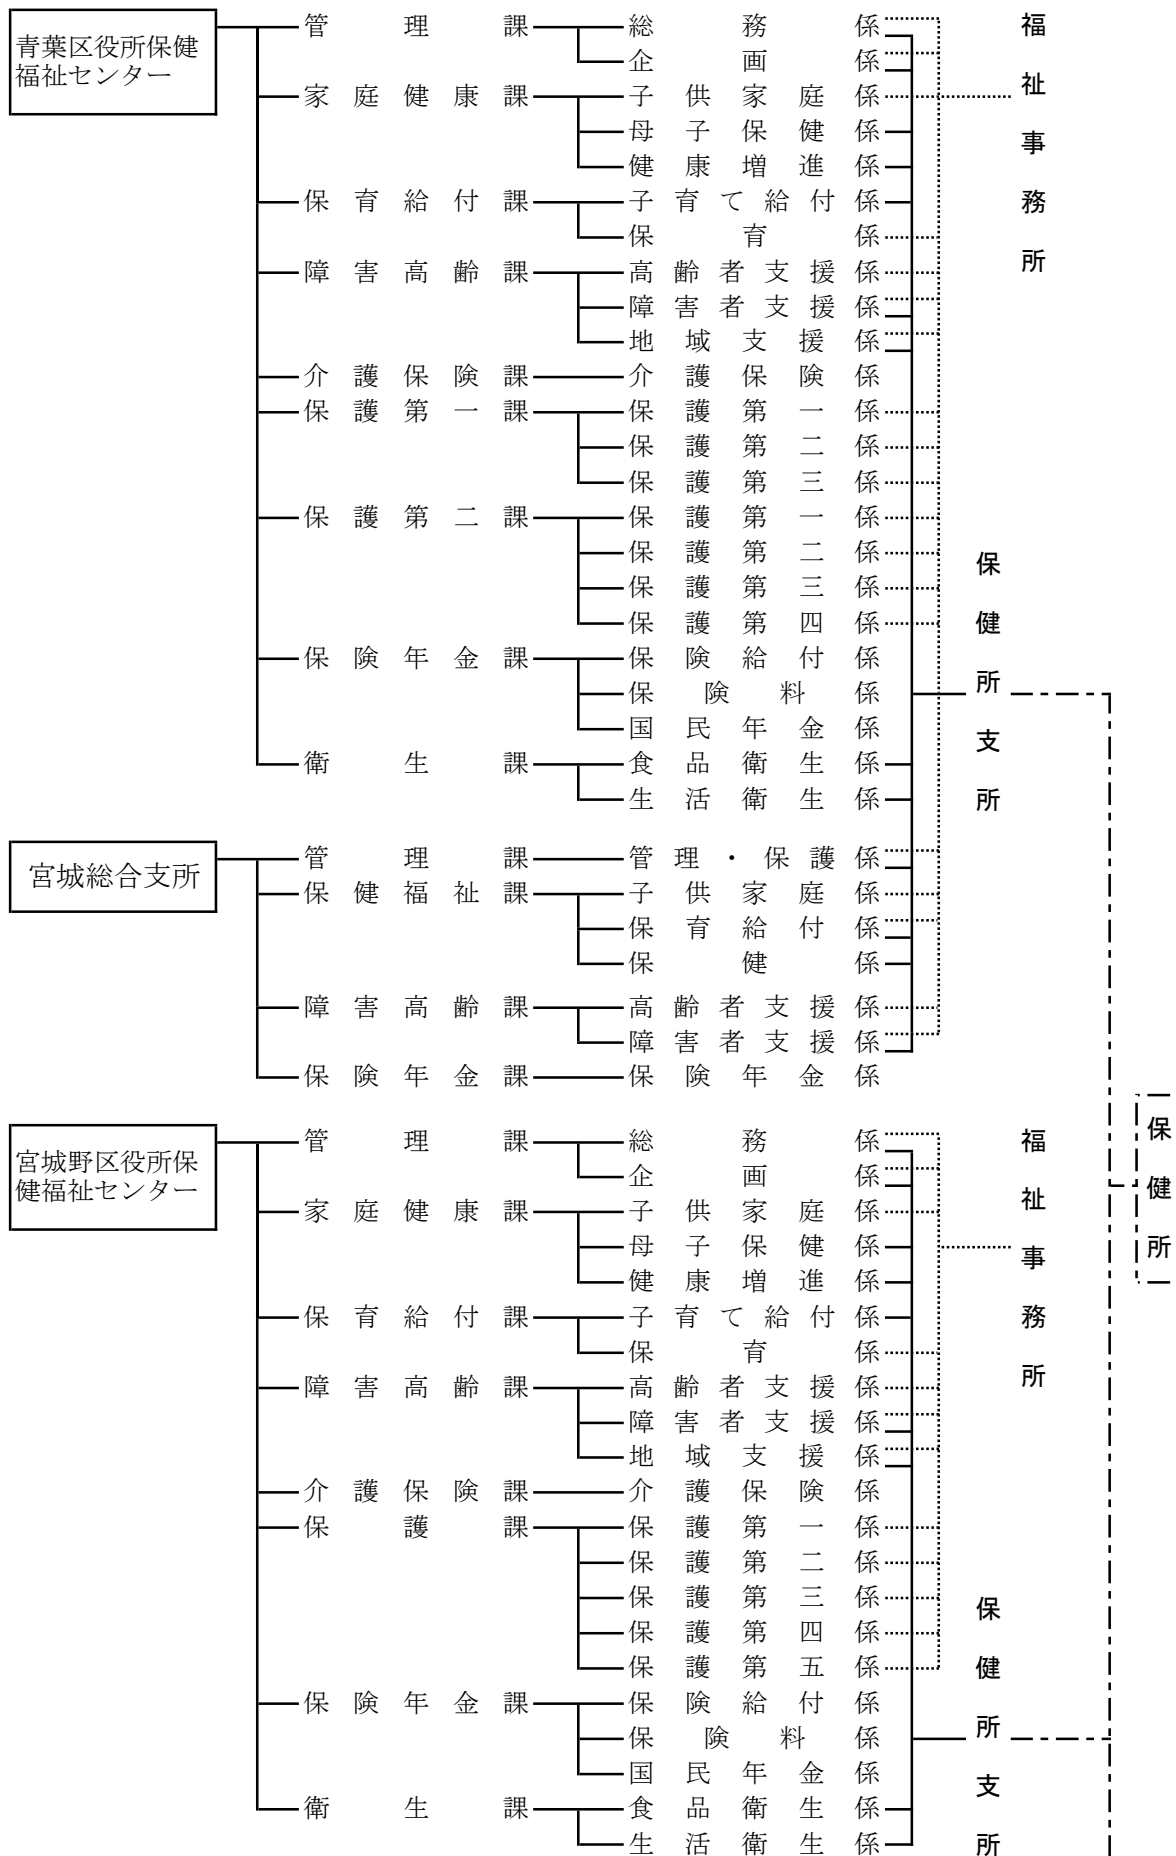 青葉区役所保健
福祉センター
管理課 総務係
企画係
家庭健康課 子供家庭係
母子保健係
健康増進係
保育給付課 子育て給付係
保育係
障害高齢課 高齢者支援係
障害者支援係
地域支援係
介護保険課 介護保険係
保護第一課 保護第一係
保護第二係
保護第三係
保護第二課 保護第一係
保護第二係
保護第三係
保護第四係
保険年金課 保険給付係
保険料係
国民年金係
衛生課 食品衛生係
生活衛生係
福祉事務所
保健所支所
宮城総合支所
管理課 管理・保護係
保健福祉課 子供家庭係
保育給付係
保健係
障害高齢課 高齢者支援係
障害者支援係
保険年金課 保険年金係
宮城野区役所保
健福祉センター
管理課 総務係
企画係
家庭健康課 子供家庭係
母子保健係
健康増進係
保育給付課 子育て給付係
保育係
障害高齢課 高齢者支援係
障害者支援係
地域支援係
介護保険課 介護保険係
保護課 保護第一係
保護第二係
保護第三係
保護第四係
保護第五係
保険年金課 保険給付係
保険料係
国民年金係
衛生課 食品衛生係
生活衛生係
福祉事務所
保健所支所
保健所